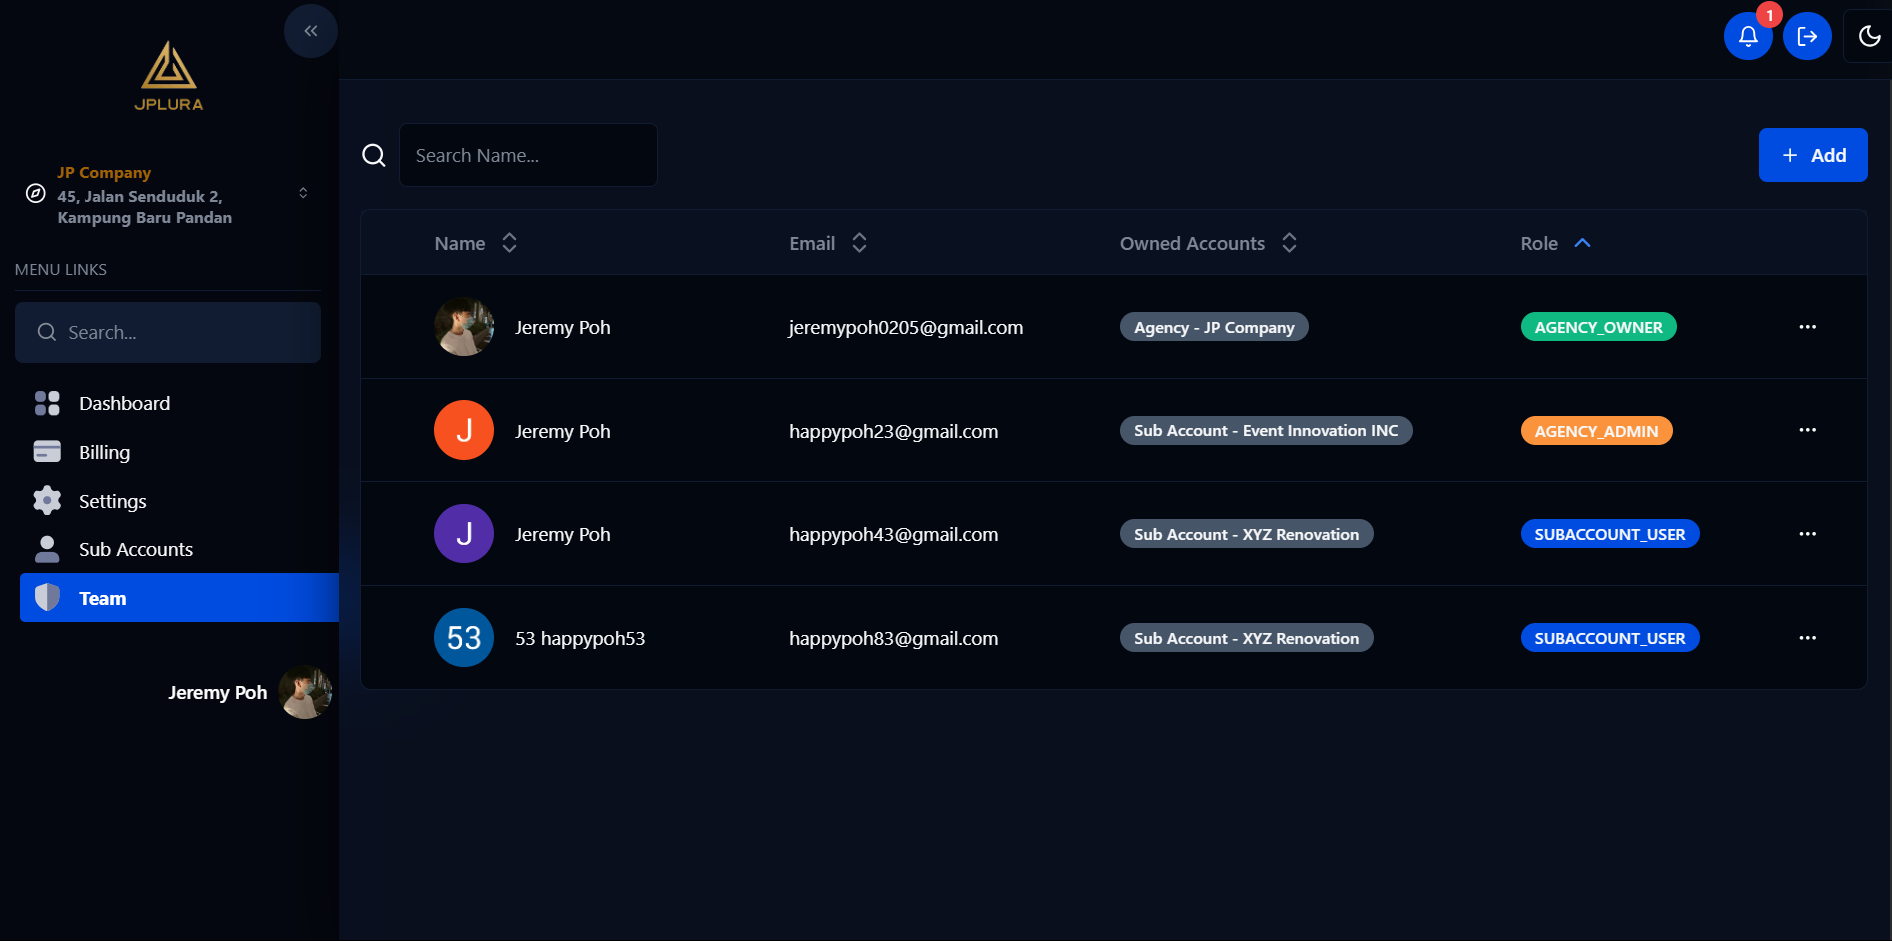 JPLURA
JP Company
45, Jalan Senduduk 2,
Kampung Baru Pandan
MENU LINKS
Search...
Dashboard
Billing
Settings
Sub Accounts
Team
Jeremy Poh
1
Search Name...
Add
Name Email Owned Accounts Role
Jeremy Poh jeremypoh0205@gmail.com Agency - JP Company AGENCY_OWNER
J Jeremy Poh happypoh23@gmail.com Sub Account - Event Innovation INC AGENCY_ADMIN
J Jeremy Poh happypoh43@gmail.com Sub Account - XYZ Renovation SUBACCOUNT_USER
53 53 happypoh53 happypoh83@gmail.com Sub Account - XYZ Renovation SUBACCOUNT_USER